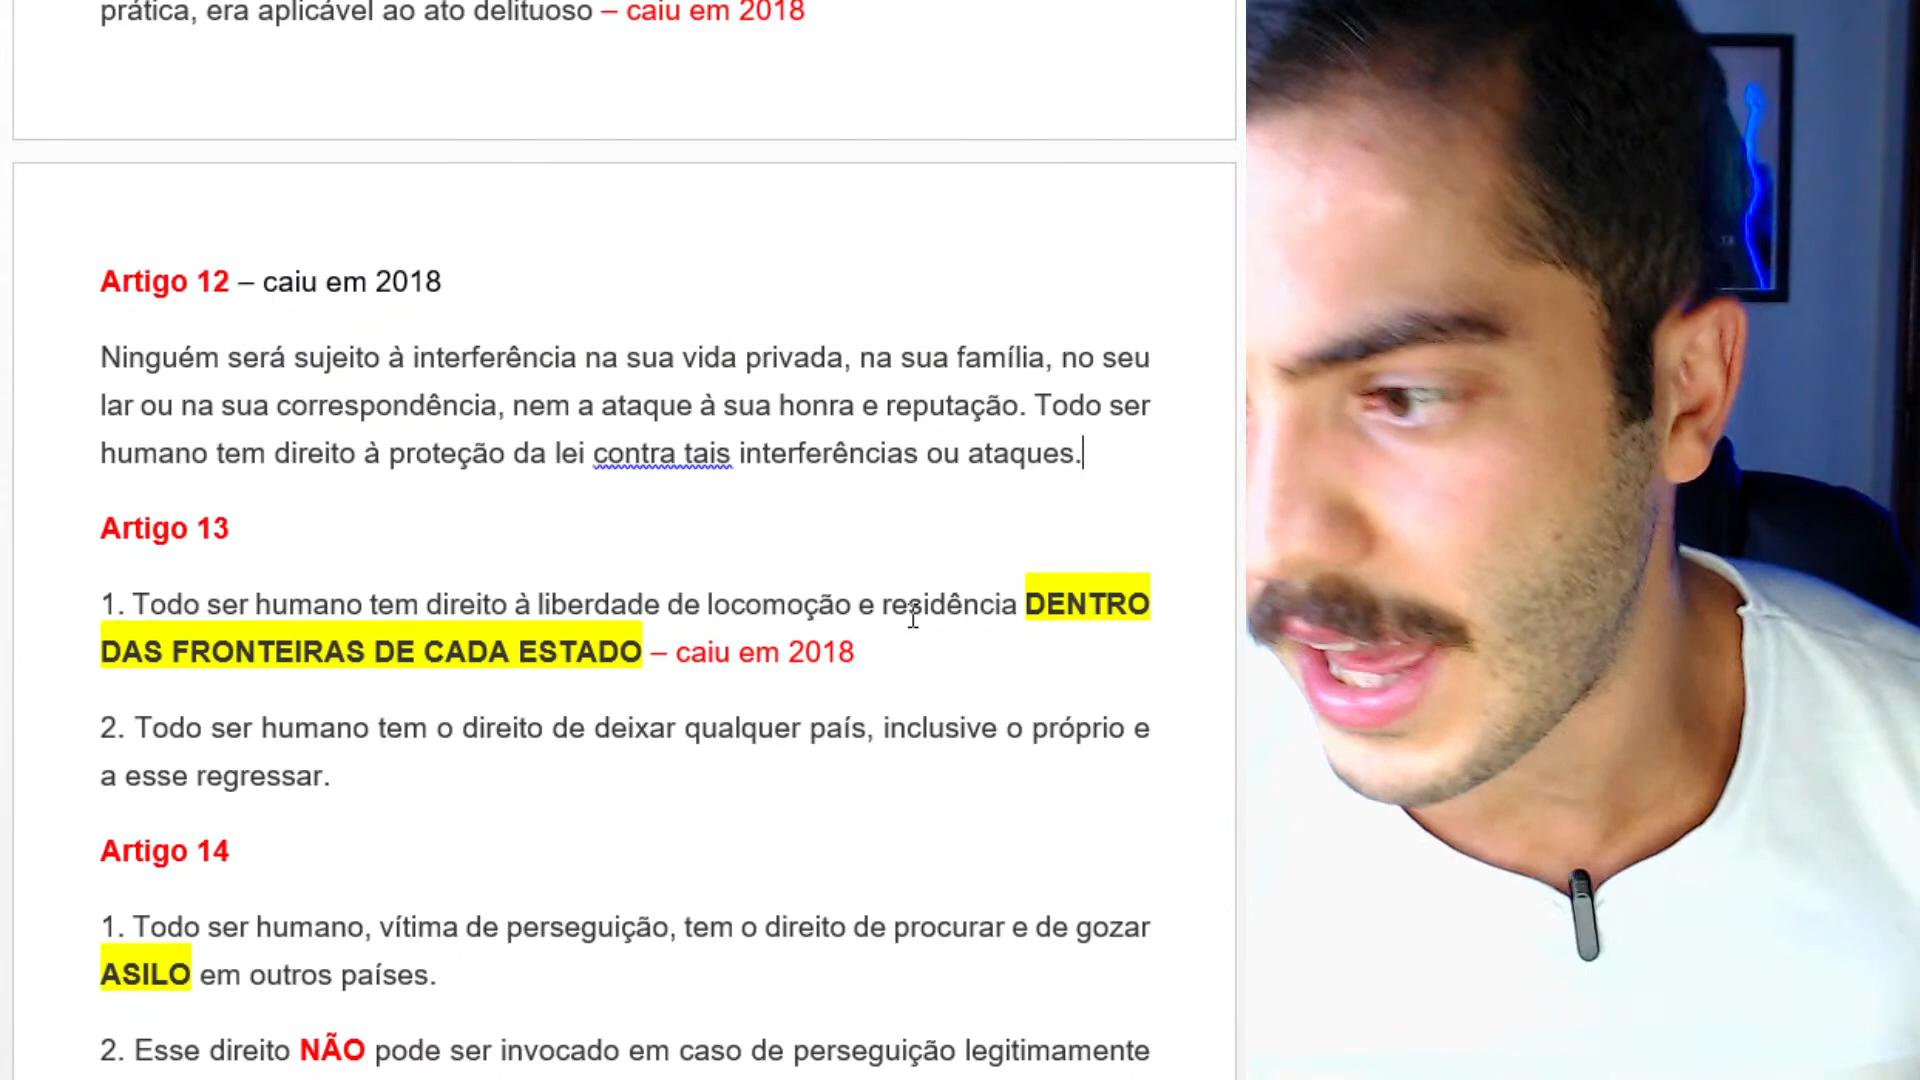 prática, era aplicável ao ato delituoso – caiu em 2018
Artigo 12 – caiu em 2018
Ninguém será sujeito à interferência na sua vida privada, na sua família, no seu
lar ou na sua correspondência, nem a ataque à sua honra e reputação. Todo ser
humano tem direito à proteção da lei contra tais interferências ou ataques.
Artigo 13
1. Todo ser humano tem direito à liberdade de locomoção e residência DENTRO
DAS FRONTEIRAS DE CADA ESTADO – caiu em 2018
2. Todo ser humano tem o direito de deixar qualquer país, inclusive o próprio e
a esse regressar.
Artigo 14
1. Todo ser humano, vítima de perseguição, tem o direito de procurar e de gozar
ASILO em outros países.
2. Esse direito NÃO pode ser invocado em caso de perseguição legitimamente